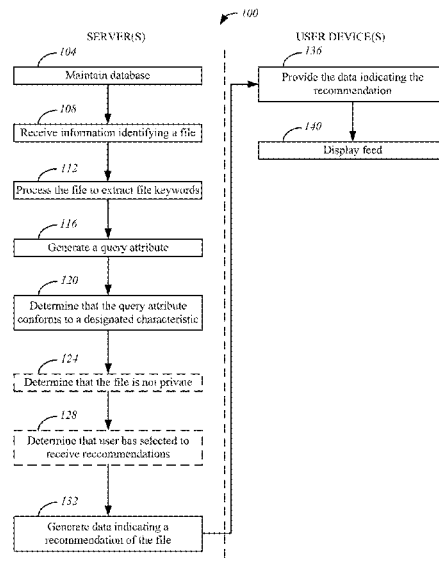 100
SERVER(S)
USER DEVICE(S)
104
Maintain database
108
Receive information identifying a file
112
Process the file to extract file keywords
116
Generate a query attribute
120
Determine that the query attribute
conforms to a designated characteristic
124
Determine that the file is not private
128
Determine that user has selected to
receive reccommendations
132
Generate data indicating a
recommendation of the file
136
Provide the data indicating the
recommendation
140
Display feed